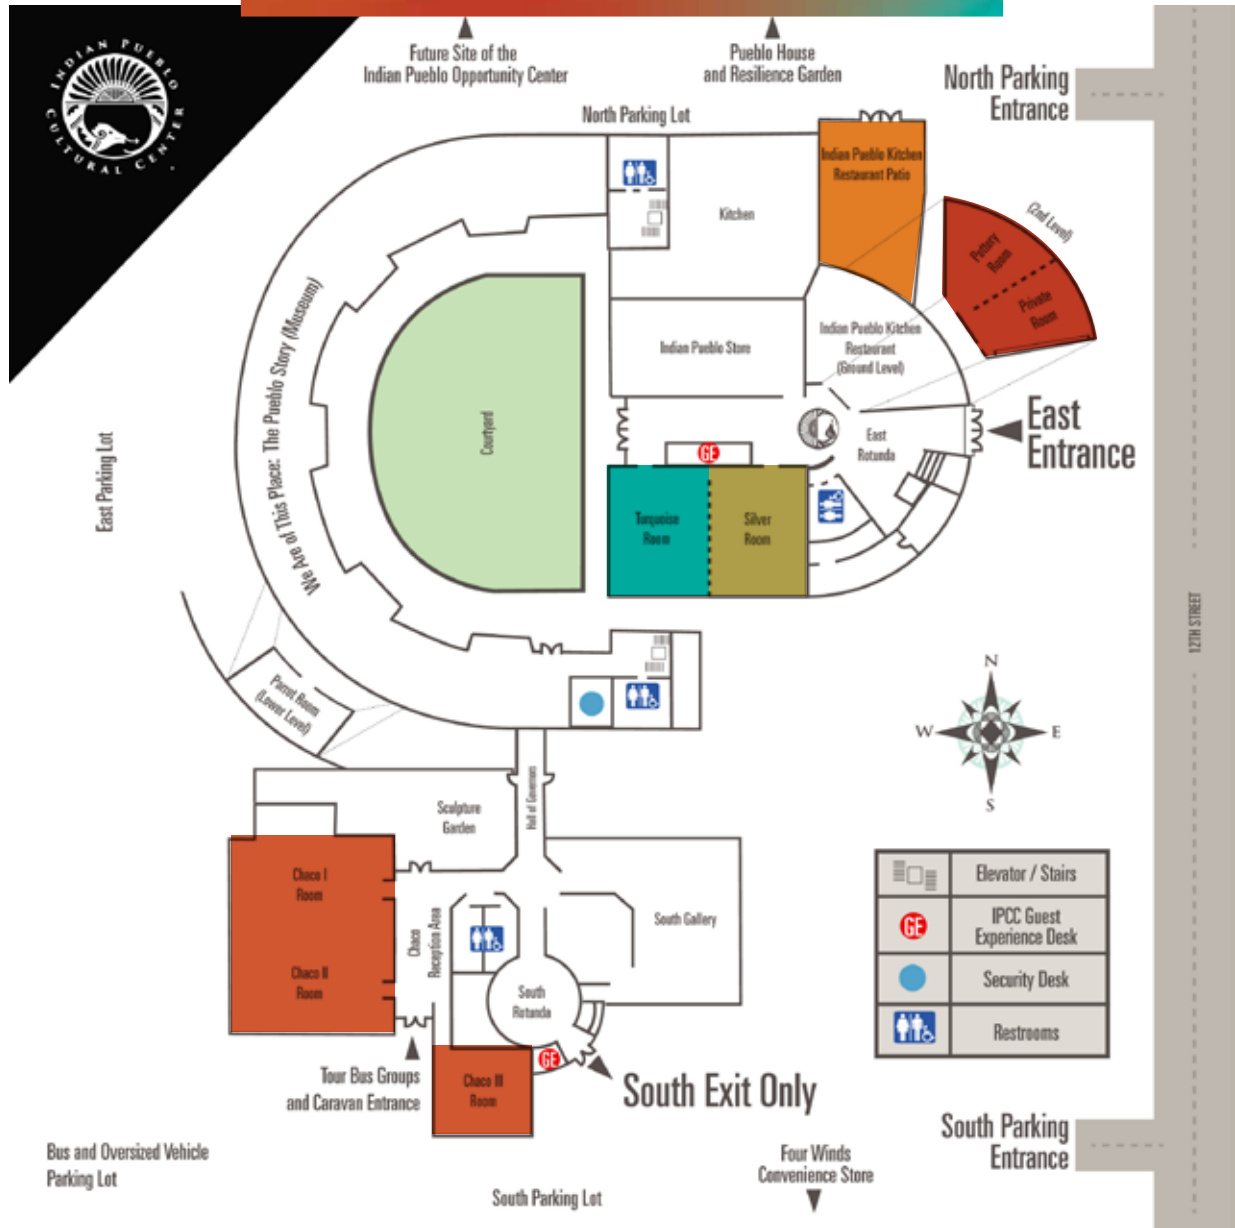 INDIAN PUEBLO
CULTURAL CENTER
Future Site of the
Indian Pueblo Opportunity Center
Pueblo House
and Resilience Garden
North Parking
Entrance
North Parking Lot
Indian Pueblo Kitchen
Restaurant Patio
Kitchen
(2nd Level)
Pottery
Room
Private
Room
We Are of This Place: The Pueblo Story (Museum)
Indian Pueblo Store
Indian Pueblo Kitchen
Restaurant
(Ground Level)
East Parking Lot
Courtyard
East
Entrance
East
Rotunda
GE
Turquoise
Room
Silver
Room
12TH STREET
Parrot Room
(Lower Level)
N
W
E
S
Hall of Governors
Sculpture
Garden
Chaco I
Room
Chaco II
Room
Chaco
Reception Area
South Gallery
South
Rotunda
Elevator / Stairs
GE
IPCC Guest
Experience Desk
Security Desk
Restrooms
GE
Chaco III
Room
Tour Bus Groups
and Caravan Entrance
South Exit Only
South Parking
Entrance
Bus and Oversized Vehicle
Parking Lot
Four Winds
Convenience Store
South Parking Lot